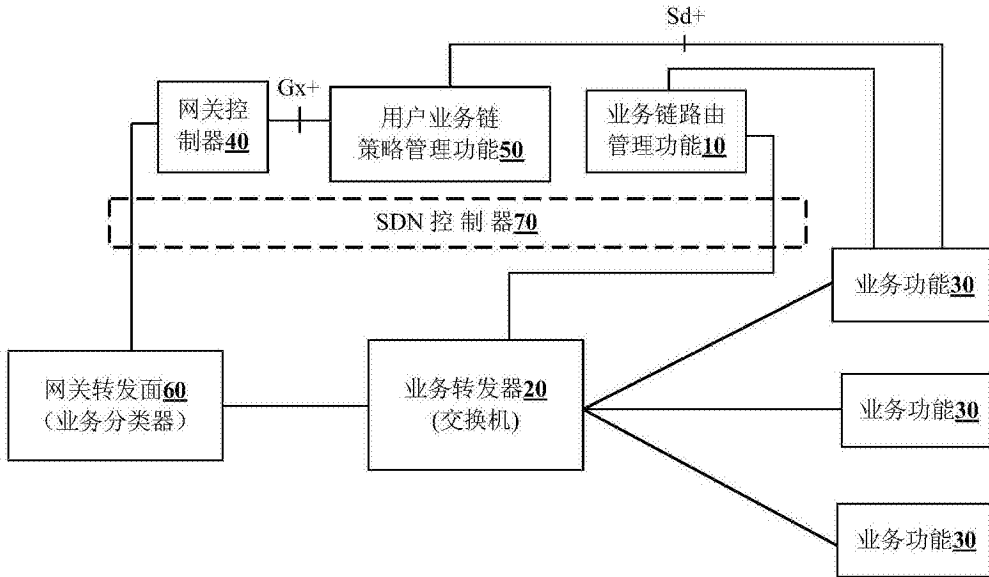 Sd+
网关控
制器40
Gx+
用户业务链
策略管理功能50
业务链路由
管理功能10
SDN 控 制 器70
业务功能30
网关转发面60
（业务分类器）
业务转发器20
(交换机)
业务功能30
业务功能30